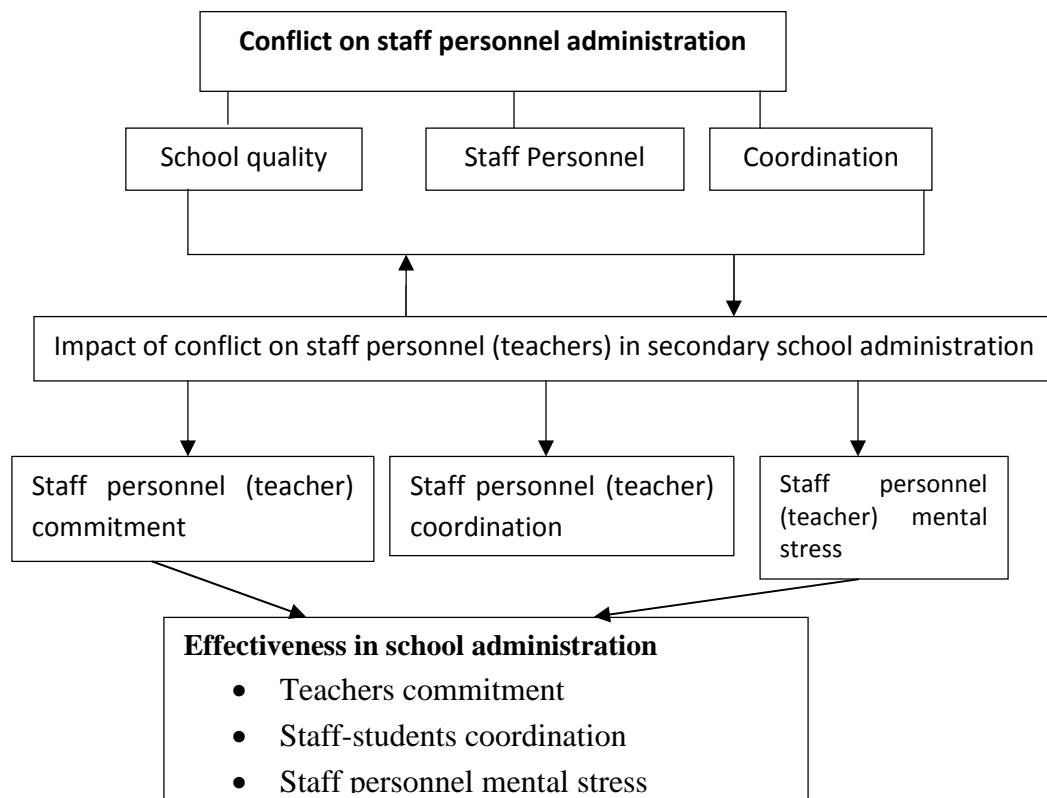 Conflict on staff personnel administration
School quality
Staff Personnel
Coordination
Impact of conflict on staff personnel (teachers) in secondary school administration
Staff personnel (teacher)
commitment
Staff personnel (teacher)
coordination
Staff personnel
(teacher) mental
stress
Effectiveness in school administration
• Teachers commitment
• Staff-students coordination
• Staff personnel mental stress